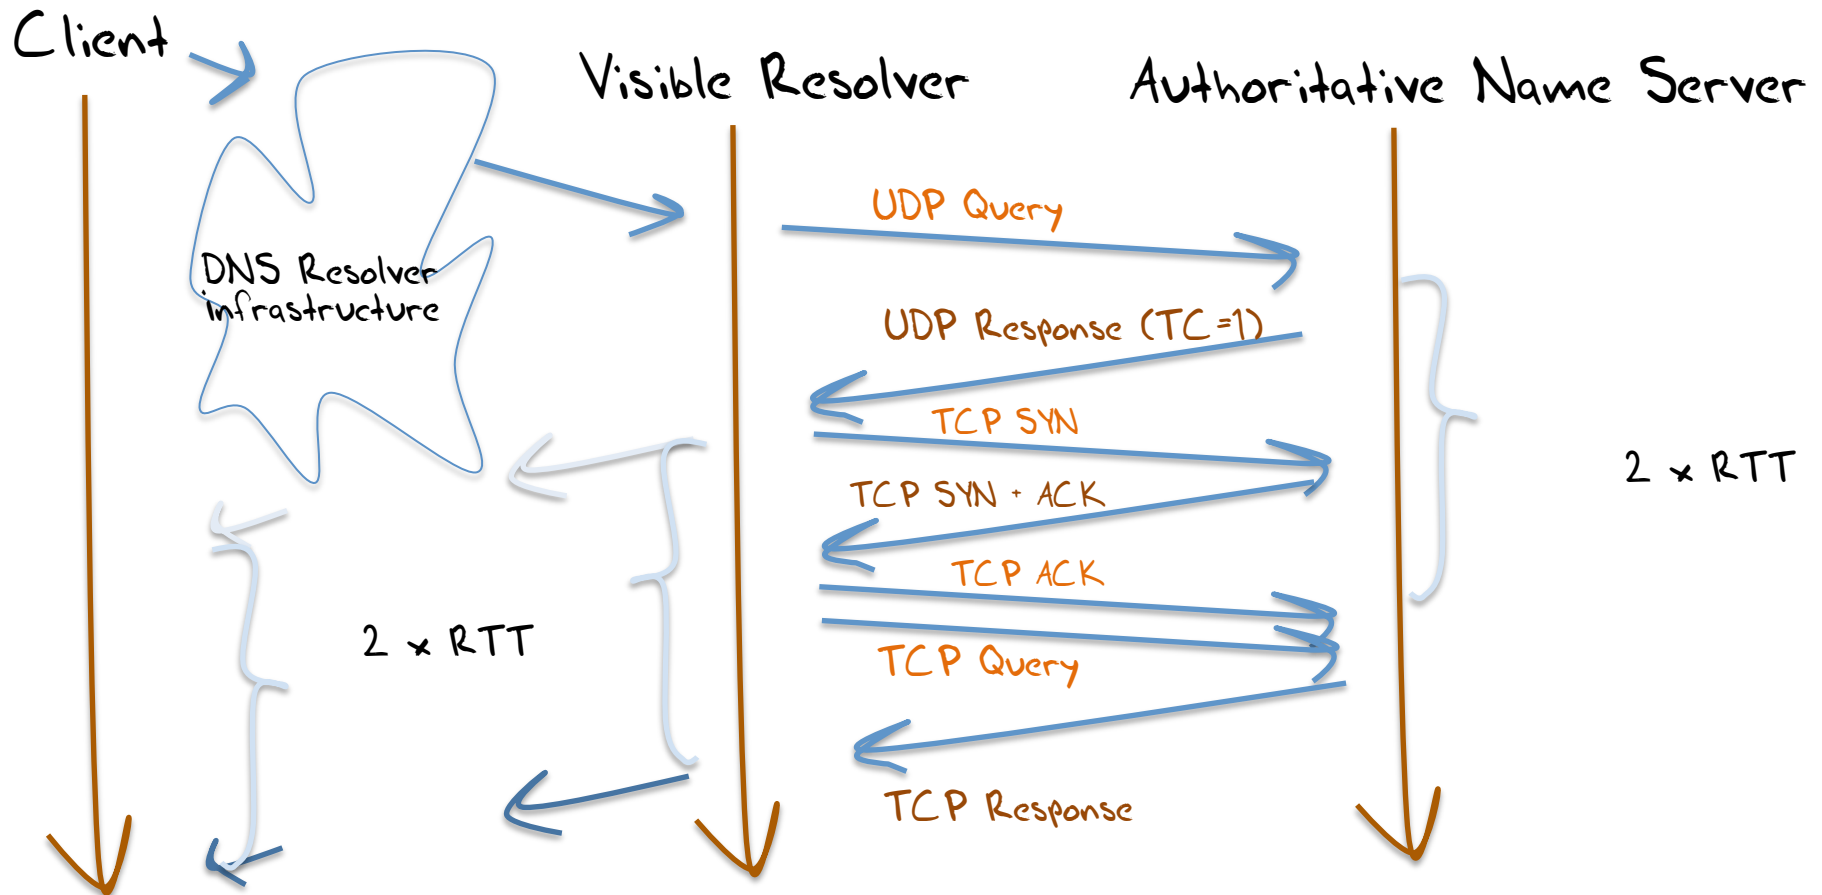 Client
Visible Resolver
Authoritative Name Server
UDP Query
DNS Resolver
infrastructure
UDP Response (TC=1)
TCP SYN
2 x RTT
TCP SYN + ACK
TCP ACK
2 x RTT
TCP Query
TCP Response